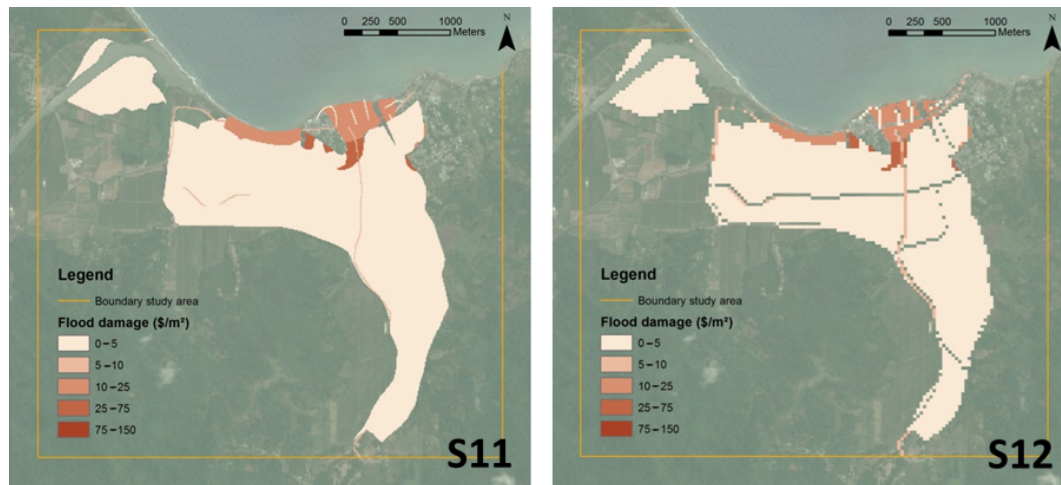 0 250 500 1000
Meters
N
Legend
Boundary study area
Flood damage ($/m²)
0–5
5–10
10–25
25–75
75–150
S11
0 250 500 1000
Meters
N
Legend
Boundary study area
Flood damage ($/m²)
0–5
5–10
10–25
25–75
75–150
S12